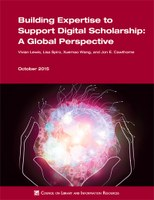 Building Expertise to
Support Digital Scholarship:
A Global Perspective
Vivian Lewis, Lisa Spiro, Xuemao Wang, and Jon E. Cawthorne
October 2015
Council on Library and Information Resources